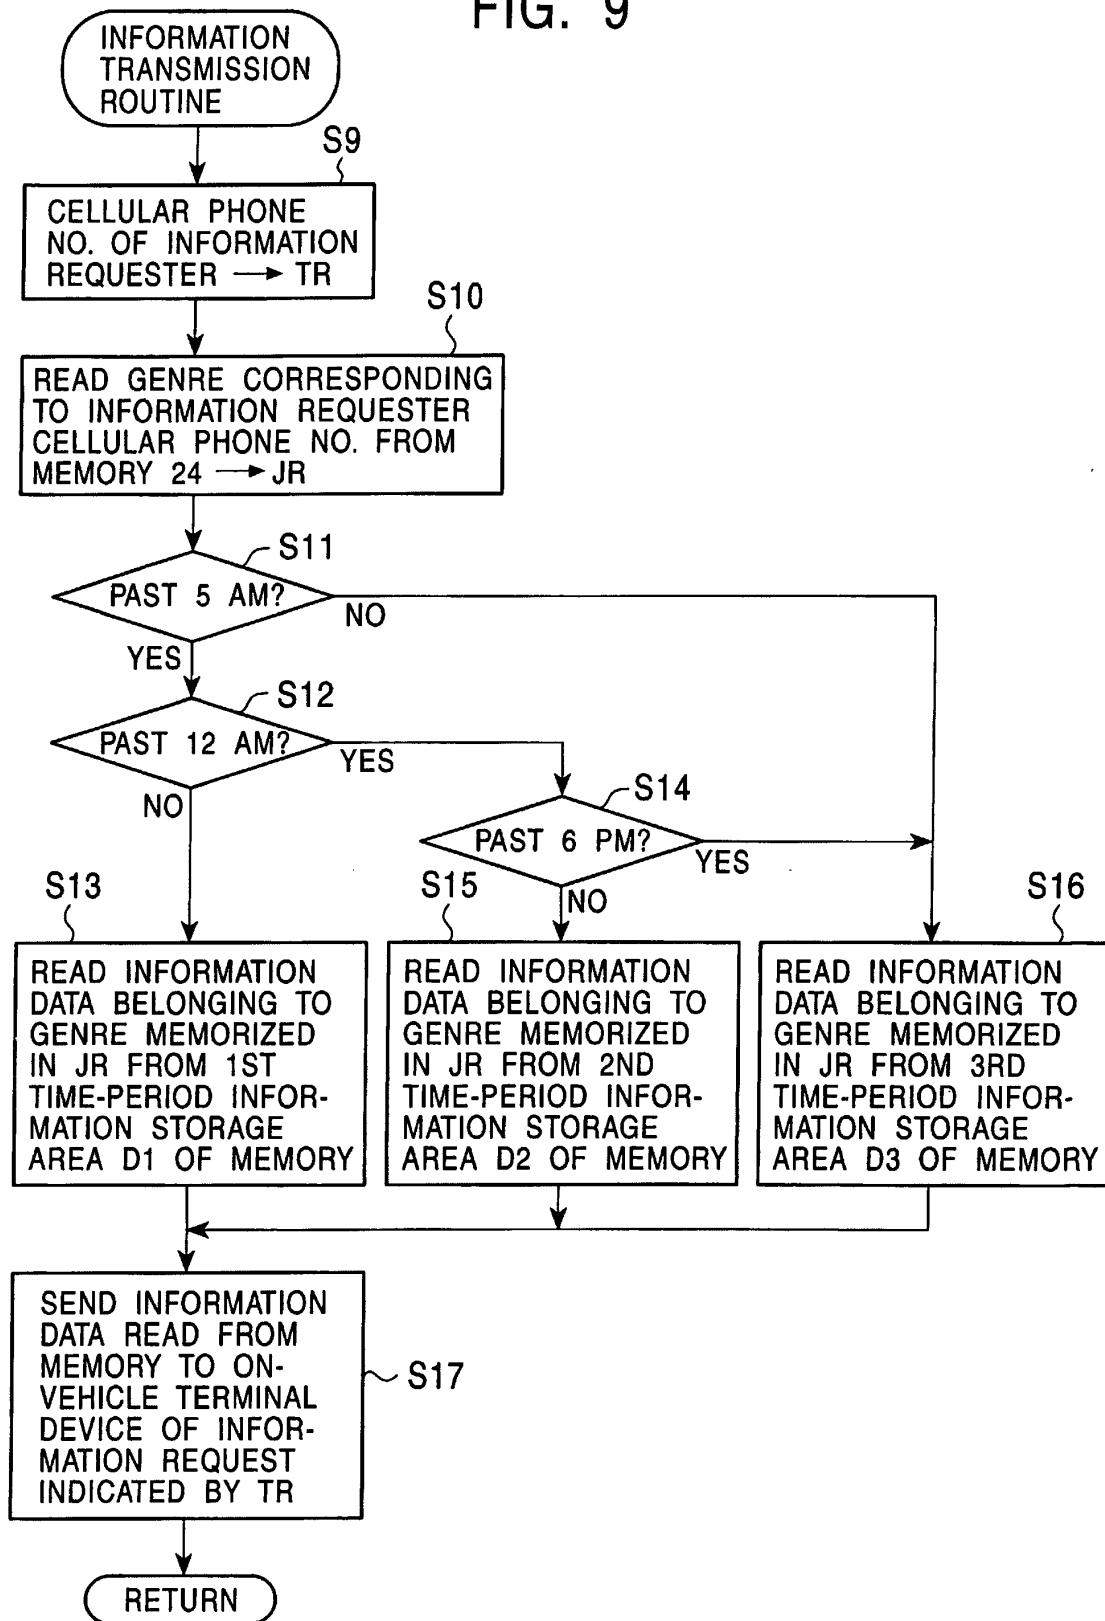 FIG. 9
INFORMATION
TRANSMISSION
ROUTINE
S9
CELLULAR PHONE
NO. OF INFORMATION
REQUESTER → TR
S10
READ GENRE CORRESPONDING
TO INFORMATION REQUESTER
CELLULAR PHONE NO. FROM
MEMORY 24 → JR
S11
PAST 5 AM?
NO
YES
S12
PAST 12 AM?
YES
NO
S14
PAST 6 PM?
YES
NO
S13
READ INFORMATION
DATA BELONGING TO
GENRE MEMORIZED
IN JR FROM 1ST
TIME-PERIOD INFOR-
MATION STORAGE
AREA D1 OF MEMORY
S15
READ INFORMATION
DATA BELONGING TO
GENRE MEMORIZED
IN JR FROM 2ND
TIME-PERIOD INFOR-
MATION STORAGE
AREA D2 OF MEMORY
S16
READ INFORMATION
DATA BELONGING TO
GENRE MEMORIZED
IN JR FROM 3RD
TIME-PERIOD INFOR-
MATION STORAGE
AREA D3 OF MEMORY
SEND INFORMATION
DATA READ FROM
MEMORY TO ON-
VEHICLE TERMINAL
DEVICE OF INFOR-
MATION REQUEST
INDICATED BY TR
S17
RETURN